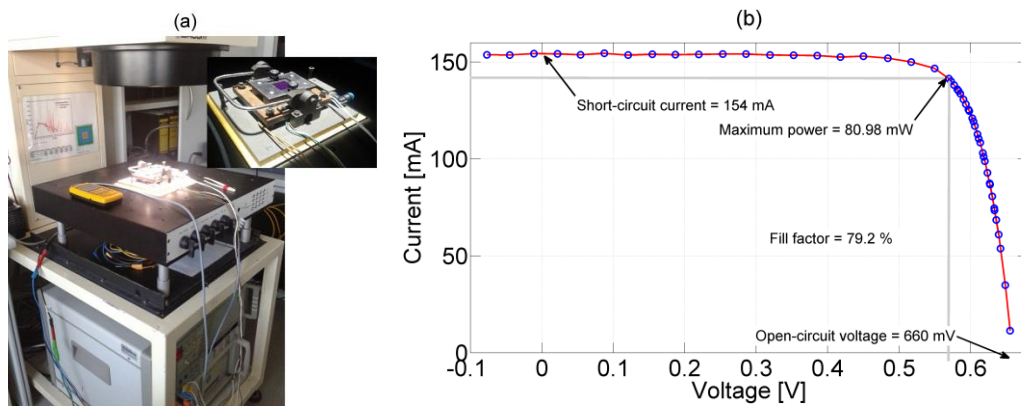 (a)
(b)
Short-circuit current = 154 mA
Maximum power = 80.98 mW
Fill factor = 79.2 %
Open-circuit voltage = 660 mV
Current [mA]
150
100
50
0
-0.1
0
0.1
0.2
0.3
0.4
0.5
0.6
Voltage [V]